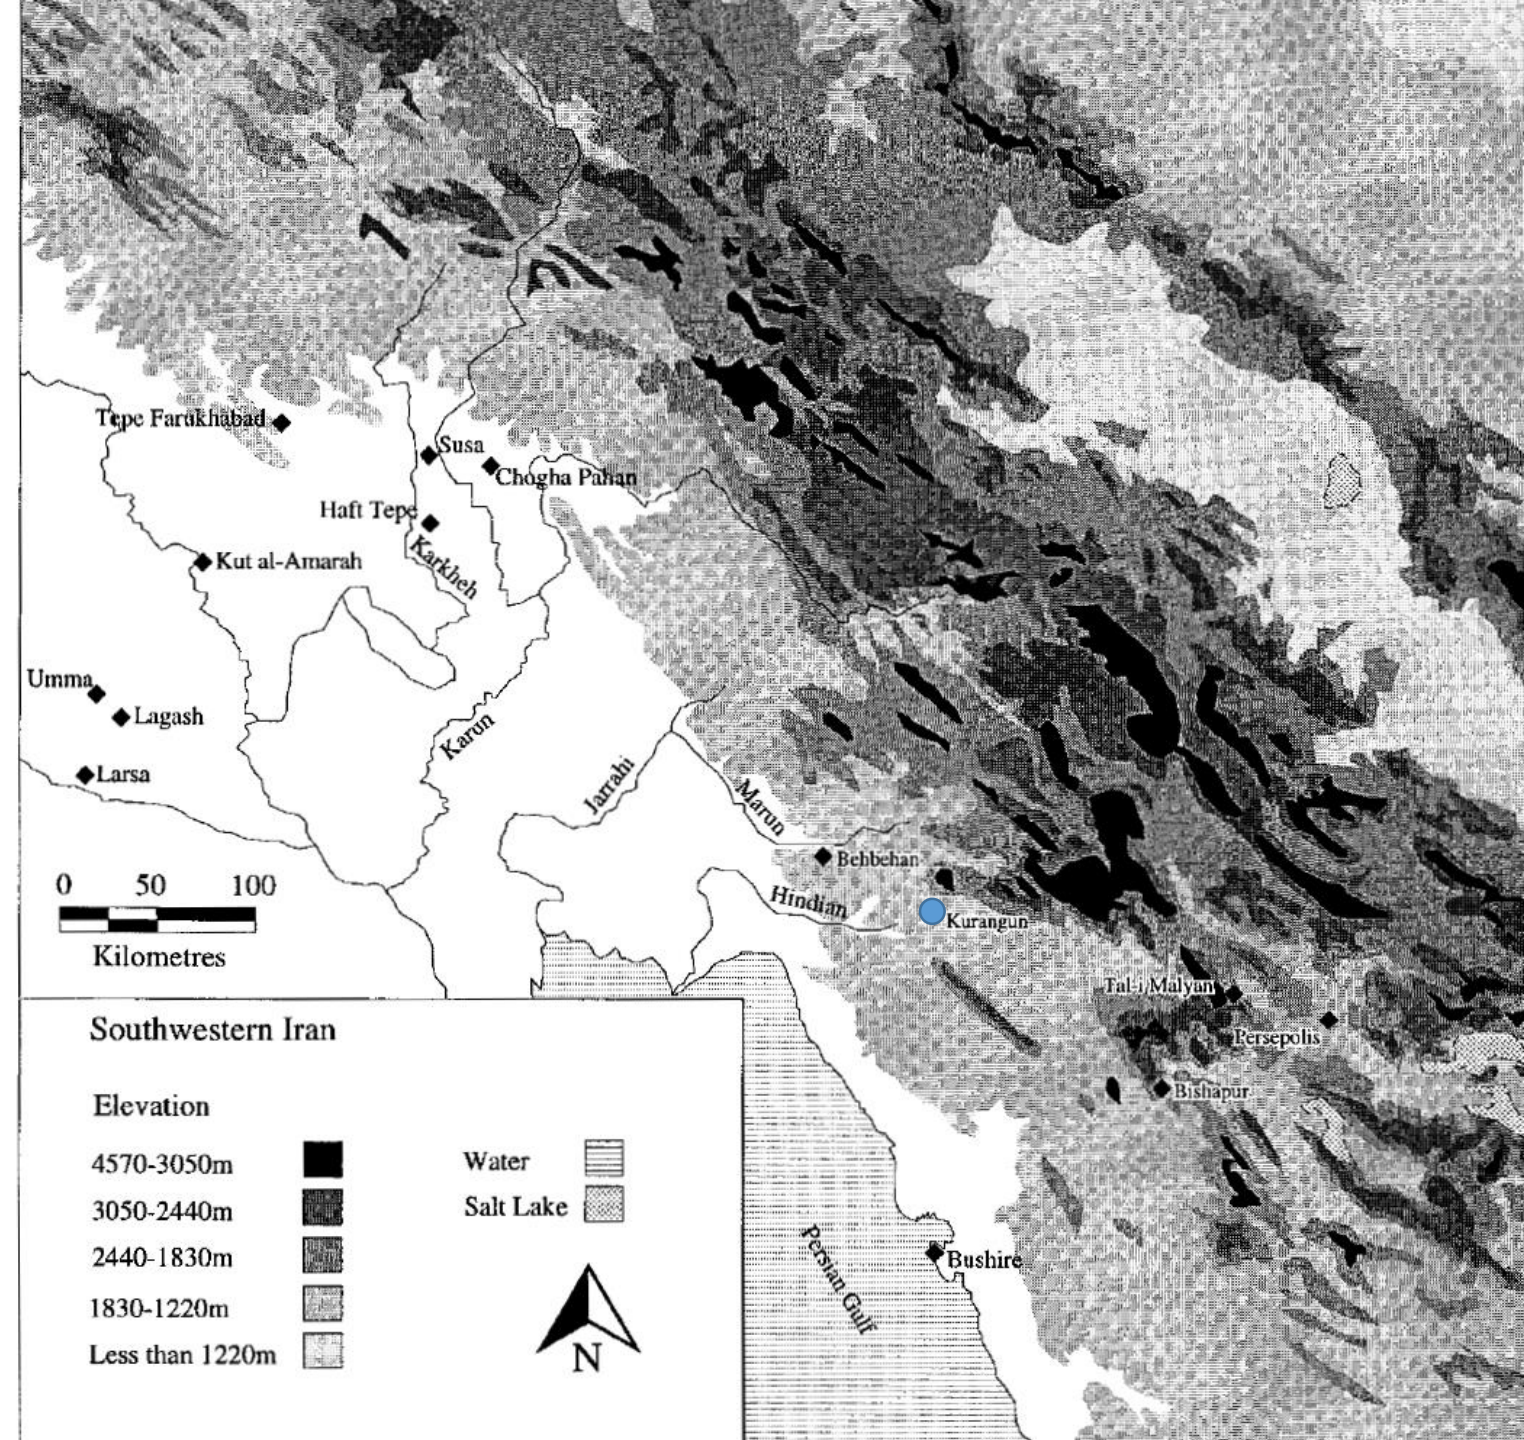 Tepe Farukhabad
Susa
Chogha Pahan
Haft Tepe
Karkheh
Kut al-Amarah
Umma
Lagash
Karun
Larsa
Jarrahi
Marun
Behbehan
0 50 100
Kilometres
Hindian
Kurangun
Tal-i Malyan
Persepolis
Bishapur
Southwestern Iran
Elevation
4570-3050m
3050-2440m
2440-1830m
1830-1220m
Less than 1220m
Water
Salt Lake
N
Persian Gulf
Bushire